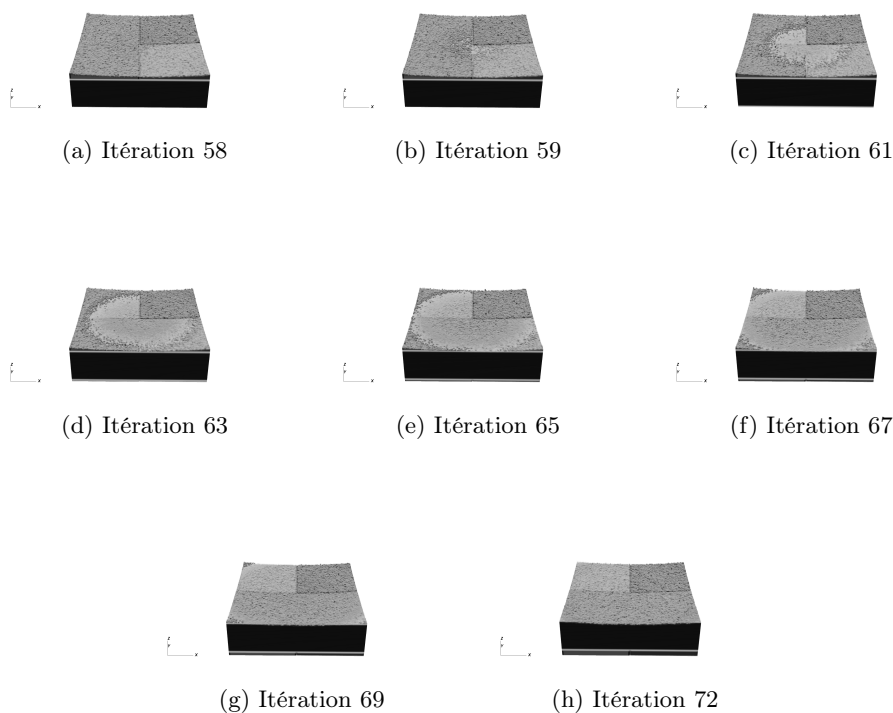 (a) Itération 58
(b) Itération 59
(c) Itération 61
(d) Itération 63
(e) Itération 65
(f) Itération 67
(g) Itération 69
(h) Itération 72